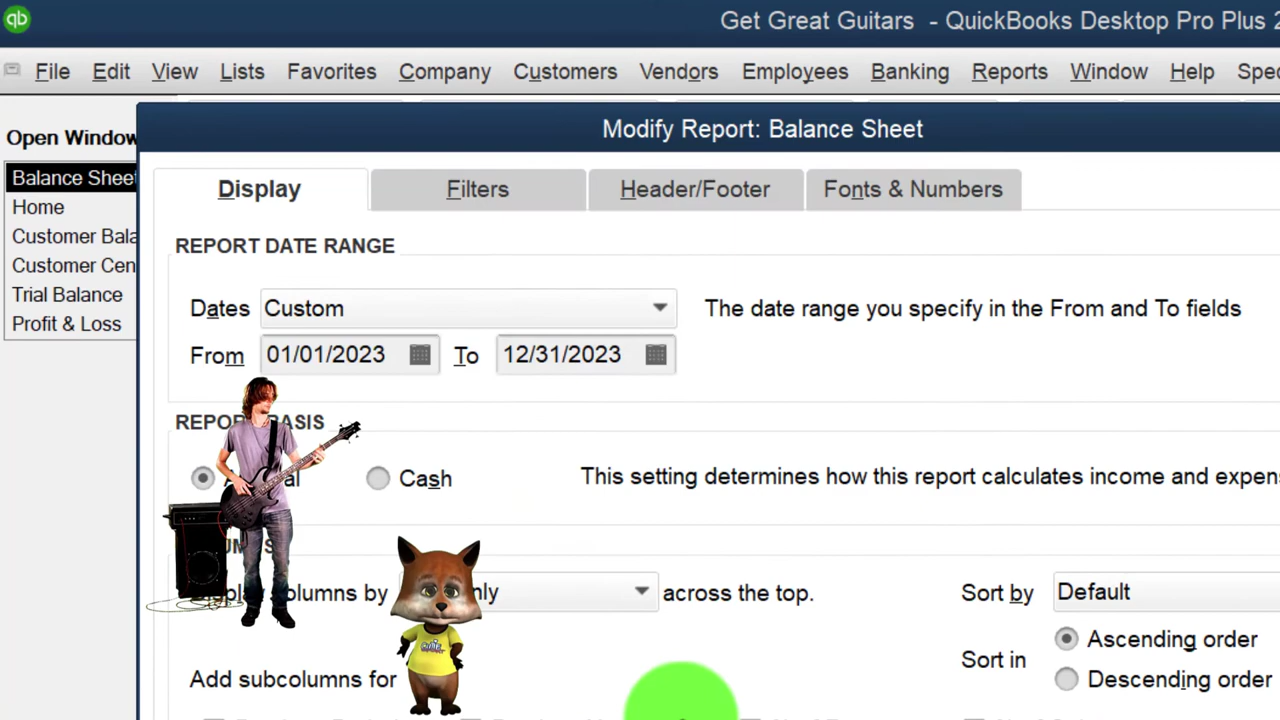 qb
Get Great Guitars - QuickBooks Desktop Pro Plus 2
File Edit View Lists Favorites Company Customers Vendors Employees Banking Reports Window Help Spec
Open Window
Modify Report: Balance Sheet
Balance Sheet
Home
Customer Bala
Customer Cen
Trial Balance
Profit & Loss
Display Filters Header/Footer Fonts & Numbers
REPORT DATE RANGE
Dates Custom The date range you specify in the From and To fields
From 01/01/2023 To 12/31/2023
REPOR BASIS
Cash This setting determines how this report calculates income and expen
columns by nly across the top. Sort by Default
Sort in Ascending order
Descending order
Add subcolumns for